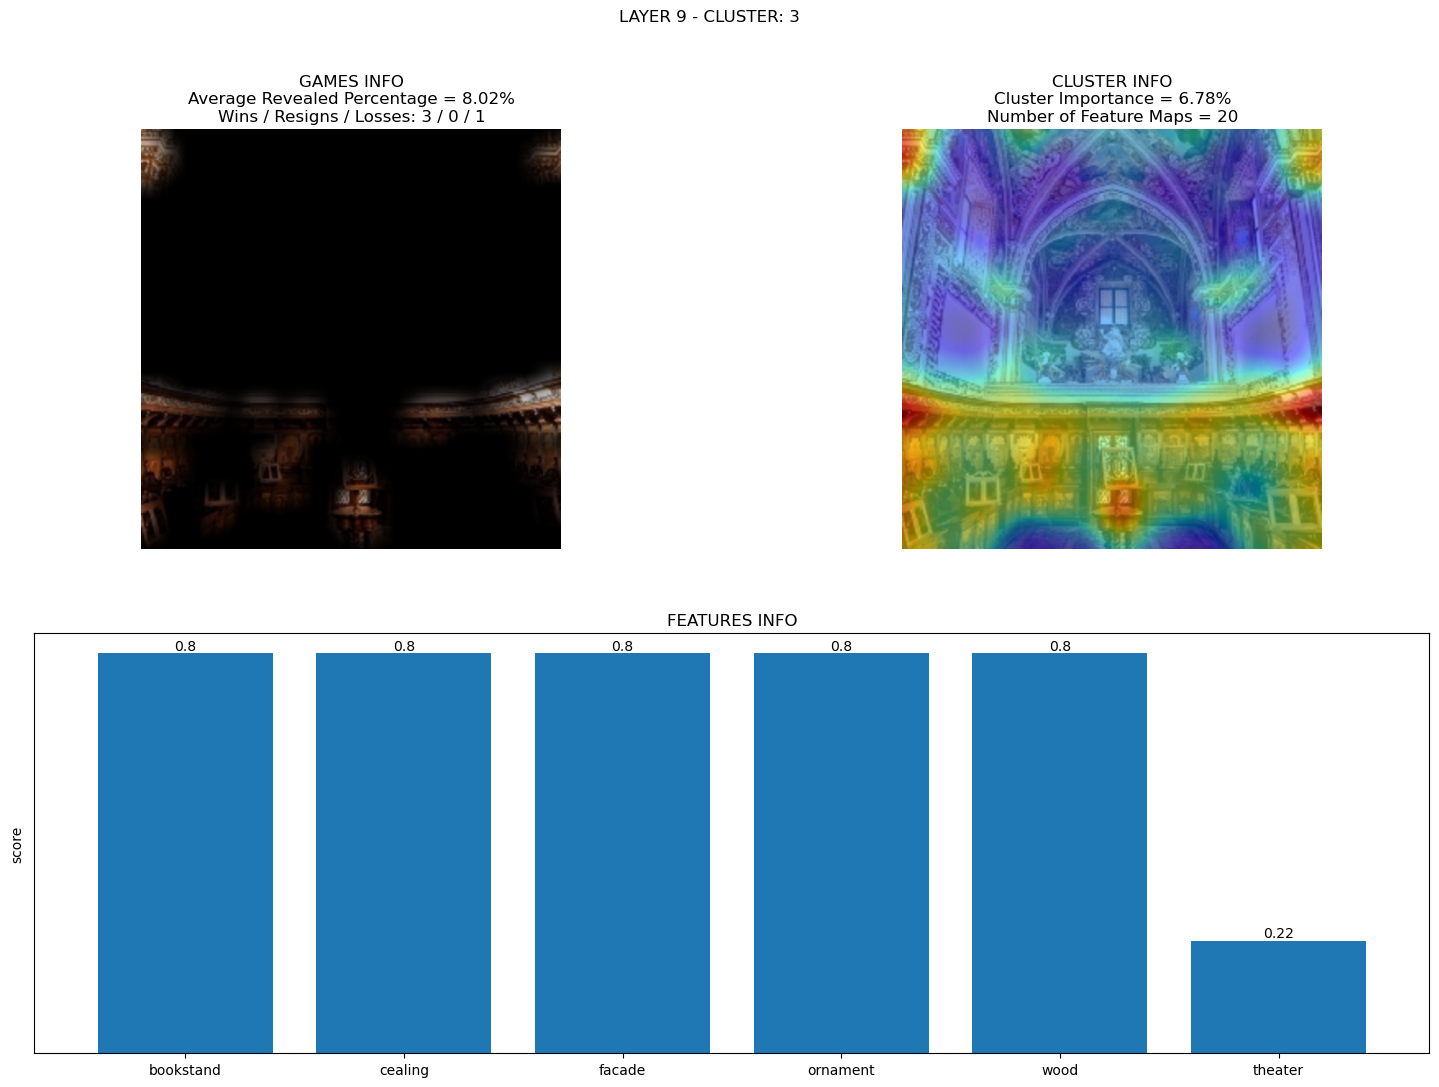 LAYER 9 - CLUSTER: 3
GAMES INFO
Average Revealed Percentage = 8.02%
Wins / Resigns / Losses: 3 / 0 / 1
CLUSTER INFO
Cluster Importance = 6.78%
Number of Feature Maps = 20
FEATURES INFO
0.8 0.8 0.8 0.8 0.8 0.22
score
bookstand cealing facade ornament wood theater